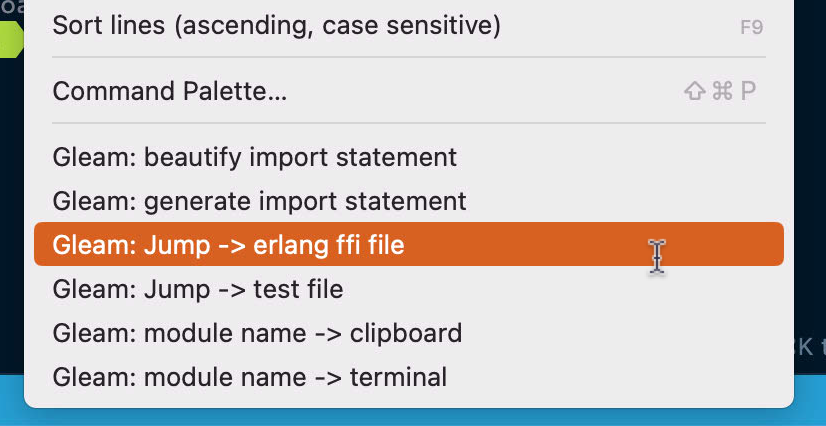 Sort lines (ascending, case sensitive) F9
Command Palette... ⇧⌘P
Gleam: beautify import statement
Gleam: generate import statement
Gleam: Jump -> erlang ffi file
Gleam: Jump -> test file
Gleam: module name -> clipboard
Gleam: module name -> terminal